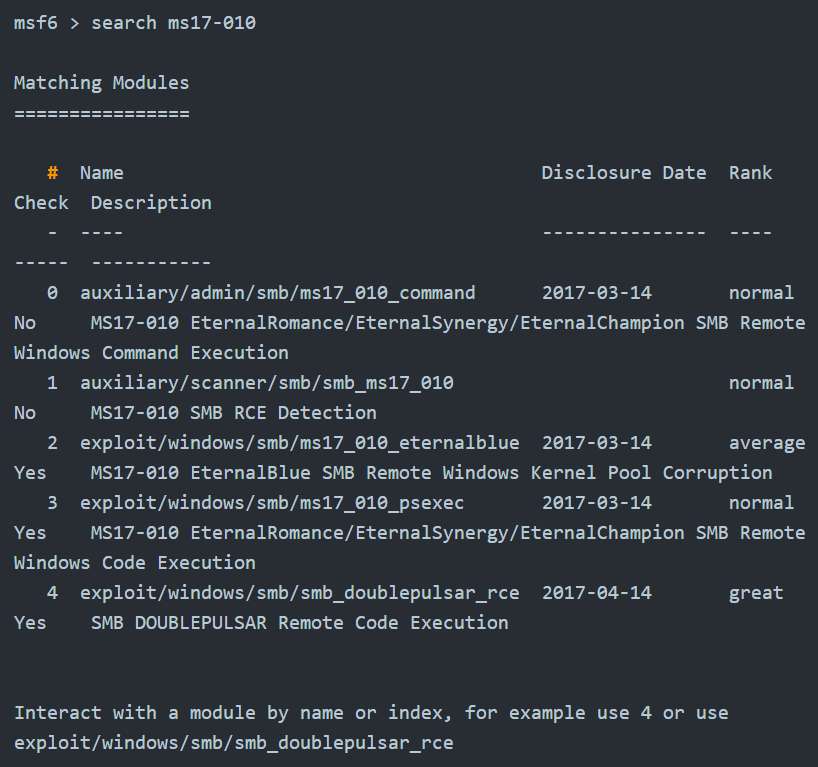 msf6 > search ms17-010
Matching Modules
================
# Name Disclosure Date Rank
Check Description
- ---- --------------- ----
----- -----------
0 auxiliary/admin/smb/ms17_010_command 2017-03-14 normal
No MS17-010 EternalRomance/EternalSynergy/EternalChampion SMB Remote
Windows Command Execution
1 auxiliary/scanner/smb/smb_ms17_010 normal
No MS17-010 SMB RCE Detection
2 exploit/windows/smb/ms17_010_eternalblue 2017-03-14 average
Yes MS17-010 EternalBlue SMB Remote Windows Kernel Pool Corruption
3 exploit/windows/smb/ms17_010_psexec 2017-03-14 normal
Yes MS17-010 EternalRomance/EternalSynergy/EternalChampion SMB Remote
Windows Code Execution
4 exploit/windows/smb/smb_doublepulsar_rce 2017-04-14 great
Yes SMB DOUBLEPULSAR Remote Code Execution
Interact with a module by name or index, for example use 4 or use
exploit/windows/smb/smb_doublepulsar_rce